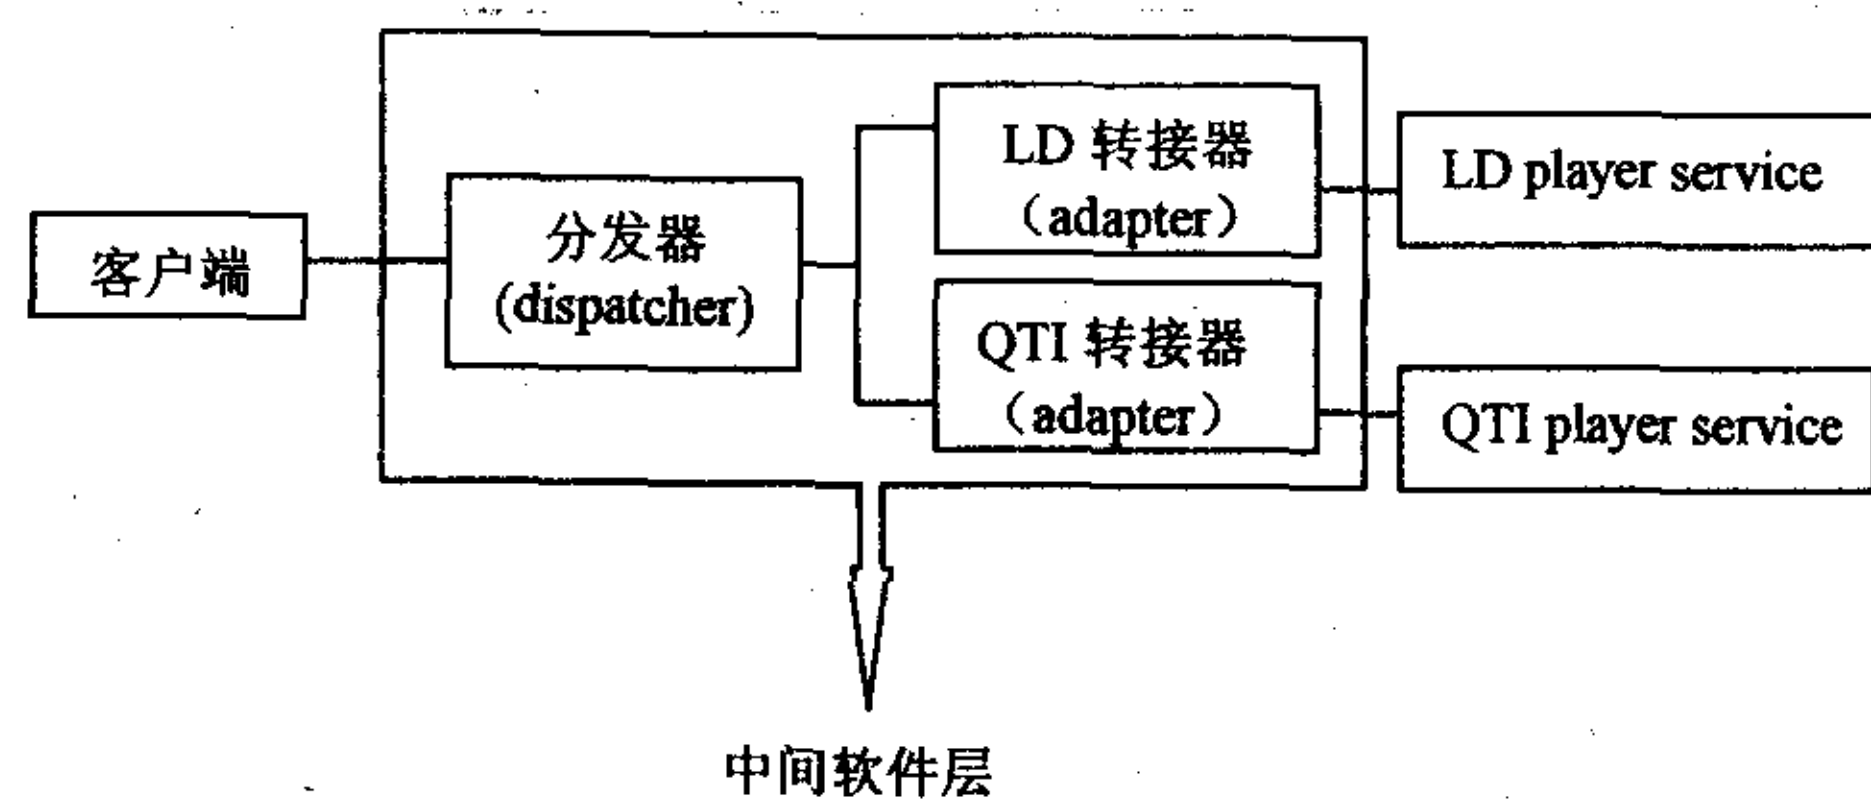 客户端
分发器
(dispatcher)
LD 转接器
（adapter）
QTI 转接器
（adapter）
LD player service
QTI player service
中间软件层